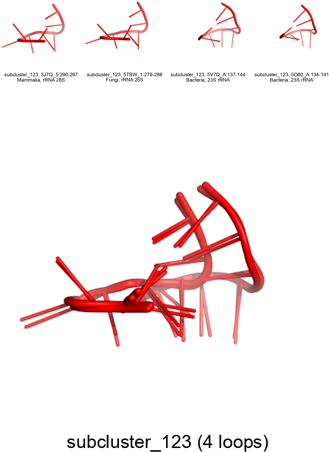 subcluster_123, 3J7Q_5:290-297
Mammalia, rRNA 28S
subcluster_123, 5TBW_1:279-286
Fungi, rRNA 25S
subcluster_123, 5V7Q_A:137-144
Bacteria, 23S rRNA
subcluster_123, 5O60_A:134-141
Bacteria, 23S rRNA
subcluster_123 (4 loops)